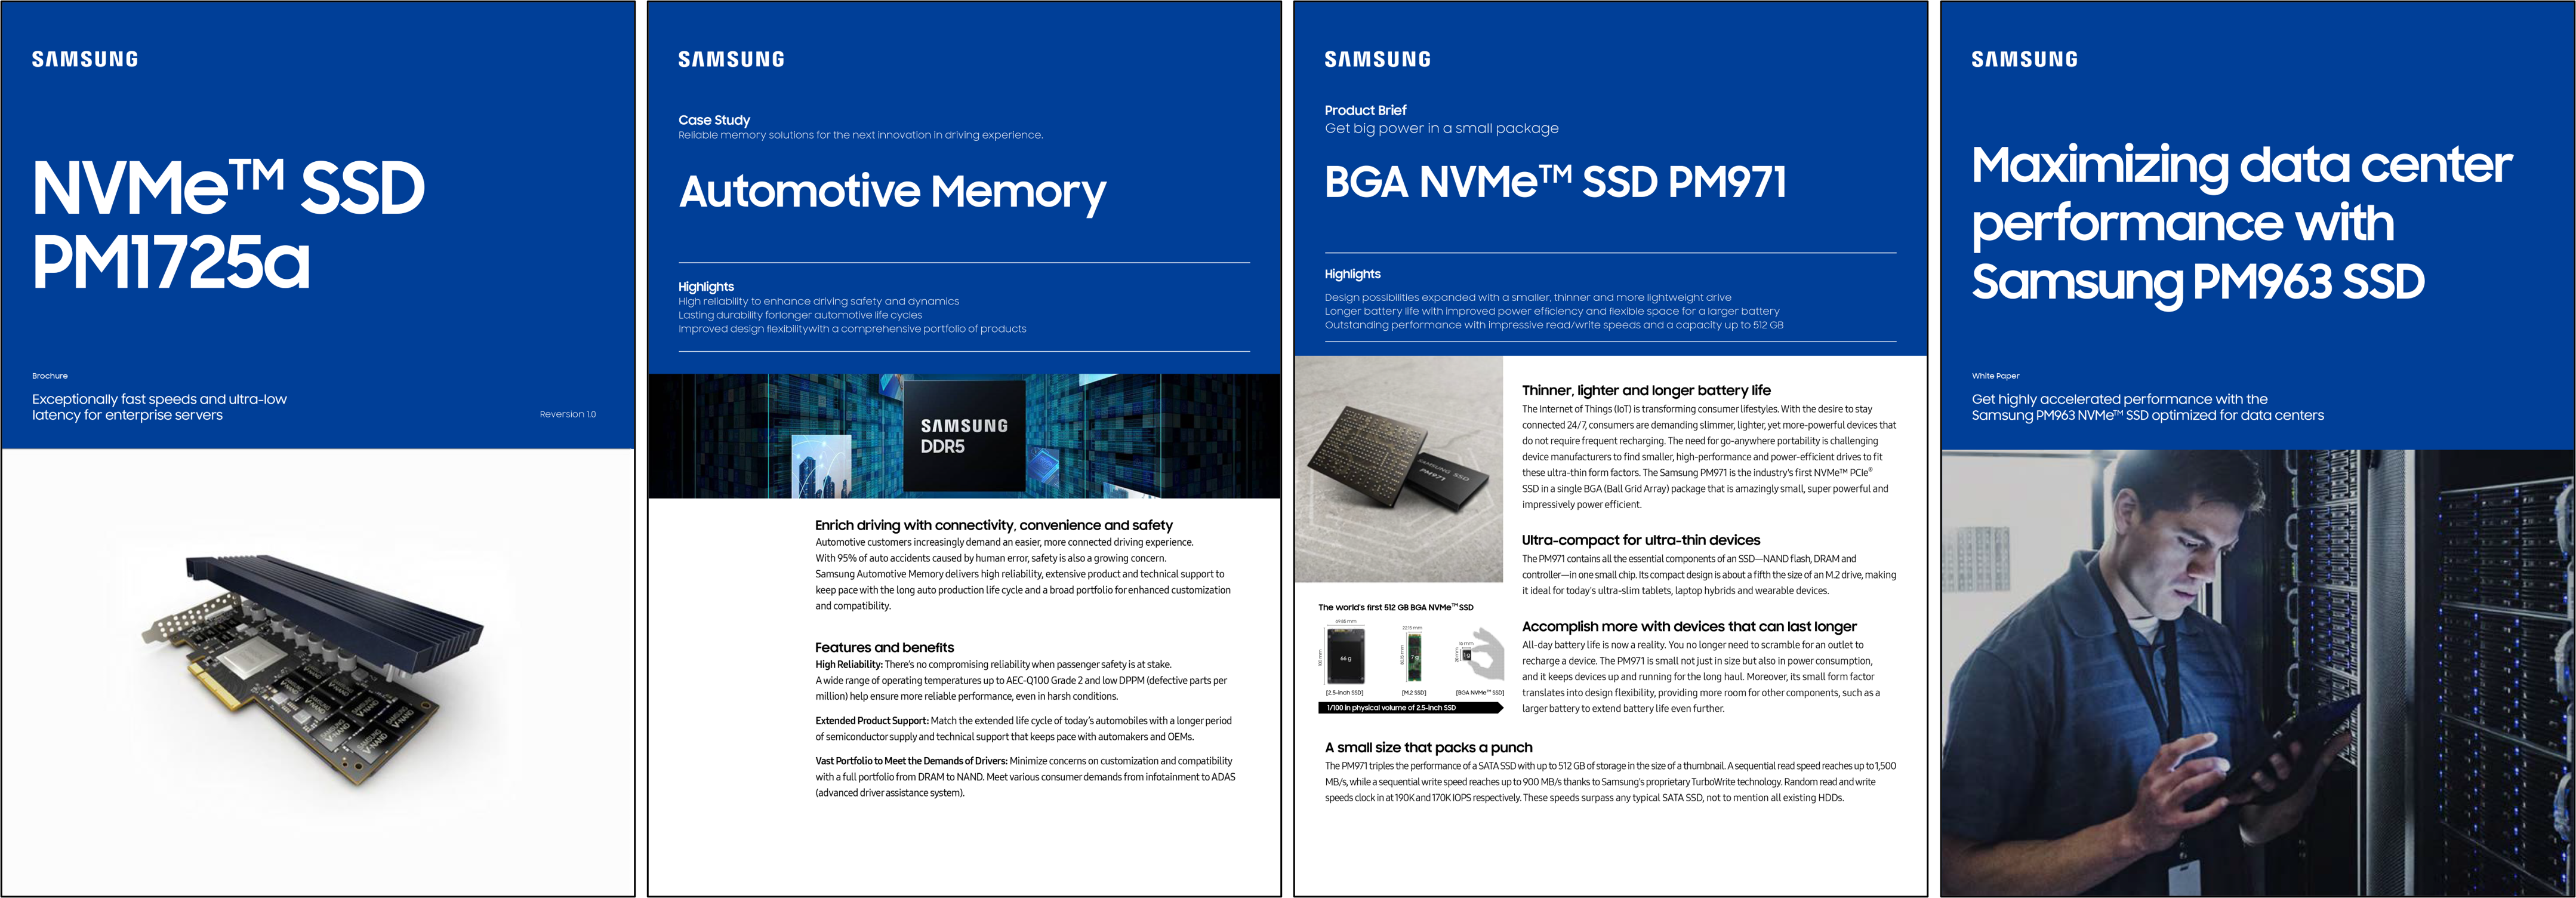 SAMSUNG
NVMe™ SSD
PM1725a
Brochure
Exceptionally fast speeds and ultra-low
latency for enterprise servers
Reversion 1.0
SAMSUNG
V-NAND
SAMSUNG
V-NAND
SAMSUNG
V-NAND
SAMSUNG
Case Study
Reliable memory solutions for the next innovation in driving experience.
Automotive Memory
Highlights
High reliability to enhance driving safety and dynamics
Lasting durability forlonger automotive life cycles
Improved design flexibilitywith a comprehensive portfolio of products
SAMSUNG
DDR5
Enrich driving with connectivity, convenience and safety
Automotive customers increasingly demand an easier, more connected driving experience.
With 95% of auto accidents caused by human error, safety is also a growing concern.
Samsung Automotive Memory delivers high reliability, extensive product and technical support to
keep pace with the long auto production life cycle and a broad portfolio for enhanced customization
and compatibility.
Features and benefits
High Reliability: There's no compromising reliability when passenger safety is at stake.
A wide range of operating temperatures up to AEC-Q100 Grade 2 and low DPPM (defective parts per
million) help ensure more reliable performance, even in harsh conditions.
Extended Product Support: Match the extended life cycle of today's automobiles with a longer period
of semiconductor supply and technical support that keeps pace with automakers and OEMs.
Vast Portfolio to Meet the Demands of Drivers: Minimize concerns on customization and compatibility
with a full portfolio from DRAM to NAND. Meet various consumer demands from infotainment to ADAS
(advanced driver assistance system).
SAMSUNG
Product Brief
Get big power in a small package
BGA NVMe™ SSD PM971
Highlights
Design possibilities expanded with a smaller, thinner and more lightweight drive
Longer battery life with improved power efficiency and flexible space for a larger battery
Outstanding performance with impressive read/write speeds and a capacity up to 512 GB
SAMSUNG SSD
PM971
The world's first 512 GB BGA NVMe™ SSD
66 g
7 g
1 g
[2.5-inch SSD]
[M.2 SSD]
[BGA NVMe™ SSD]
1/100 in physical volume of 2.5-inch SSD
Thinner, lighter and longer battery life
The Internet of Things (IoT) is transforming consumer lifestyles. With the desire to stay
connected 24/7, consumers are demanding slimmer, lighter, yet more-powerful devices that
do not require frequent recharging. The need for go-anywhere portability is challenging
device manufacturers to find smaller, high-performance and power-efficient drives to fit
these ultra-thin form factors. The Samsung PM971 is the industry's first NVMe™ PCIe®
SSD in a single BGA (Ball Grid Array) package that is amazingly small, super powerful and
impressively power efficient.
Ultra-compact for ultra-thin devices
The PM971 contains all the essential components of an SSD—NAND flash, DRAM and
controller—in one small chip. Its compact design is about a fifth the size of an M.2 drive, making
it ideal for today's ultra-slim tablets, laptop hybrids and wearable devices.
Accomplish more with devices that can last longer
All-day battery life is now a reality. You no longer need to scramble for an outlet to
recharge a device. The PM971 is small not just in size but also in power consumption,
and it keeps devices up and running for the long haul. Moreover, its small form factor
translates into design flexibility, providing more room for other components, such as a
larger battery to extend battery life even further.
A small size that packs a punch
The PM971 triples the performance of a SATA SSD with up to 512 GB of storage in the size of a thumbnail. A sequential read speed reaches up to 1,500
MB/s, while a sequential write speed reaches up to 900 MB/s thanks to Samsung's proprietary TurboWrite technology. Random read and write
speeds clock in at 190K and 170K IOPS respectively. These speeds surpass any typical SATA SSD, not to mention all existing HDDs.
SAMSUNG
Maximizing data center
performance with
Samsung PM963 SSD
White Paper
Get highly accelerated performance with the
Samsung PM963 NVMe™ SSD optimized for data centers